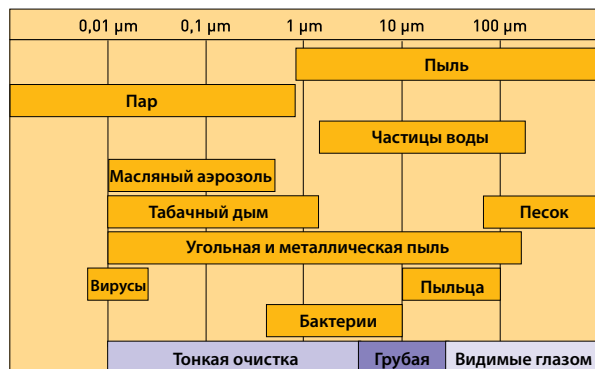 0,01 µm 0,1 µm 1 µm 10 µm 100 µm
Пыль
Пар
Частицы воды
Масляный аэрозоль
Табачный дым Песок
Угольная и металлическая пыль
Вирусы Пыльца
Бактерии
Тонкая очистка Грубая Видимые глазом